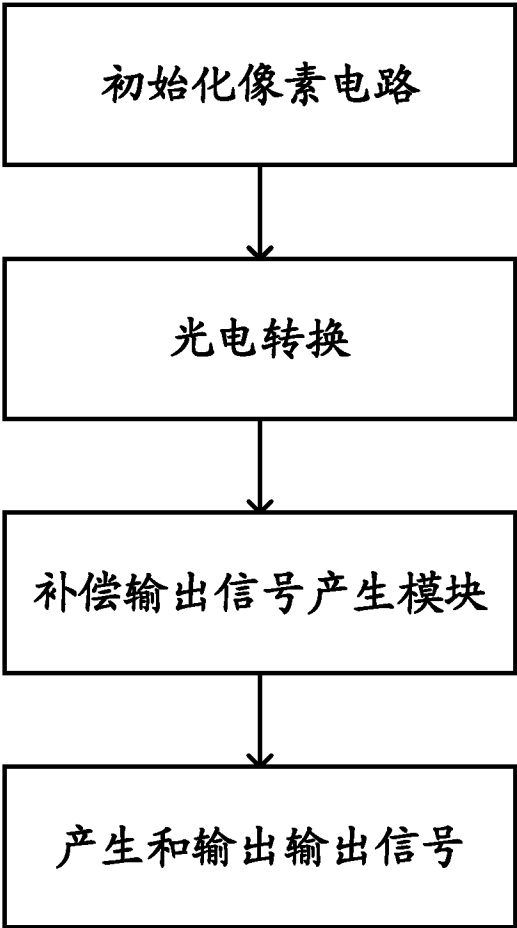 初始化像素电路
光电转换
补偿输出信号产生模块
产生和输出输出信号